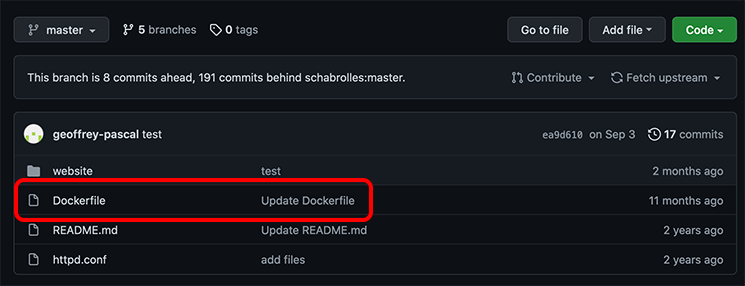 master 5 branches 0 tags Go to file Add file Code
This branch is 8 commits ahead, 191 commits behind schabrolles:master. Contribute Fetch upstream
geoffrey-pascal test ea9d610 on Sep 3 17 commits
website test 2 months ago
Dockerfile Update Dockerfile 11 months ago
README.md Update README.md 2 years ago
httpd.conf add files 2 years ago